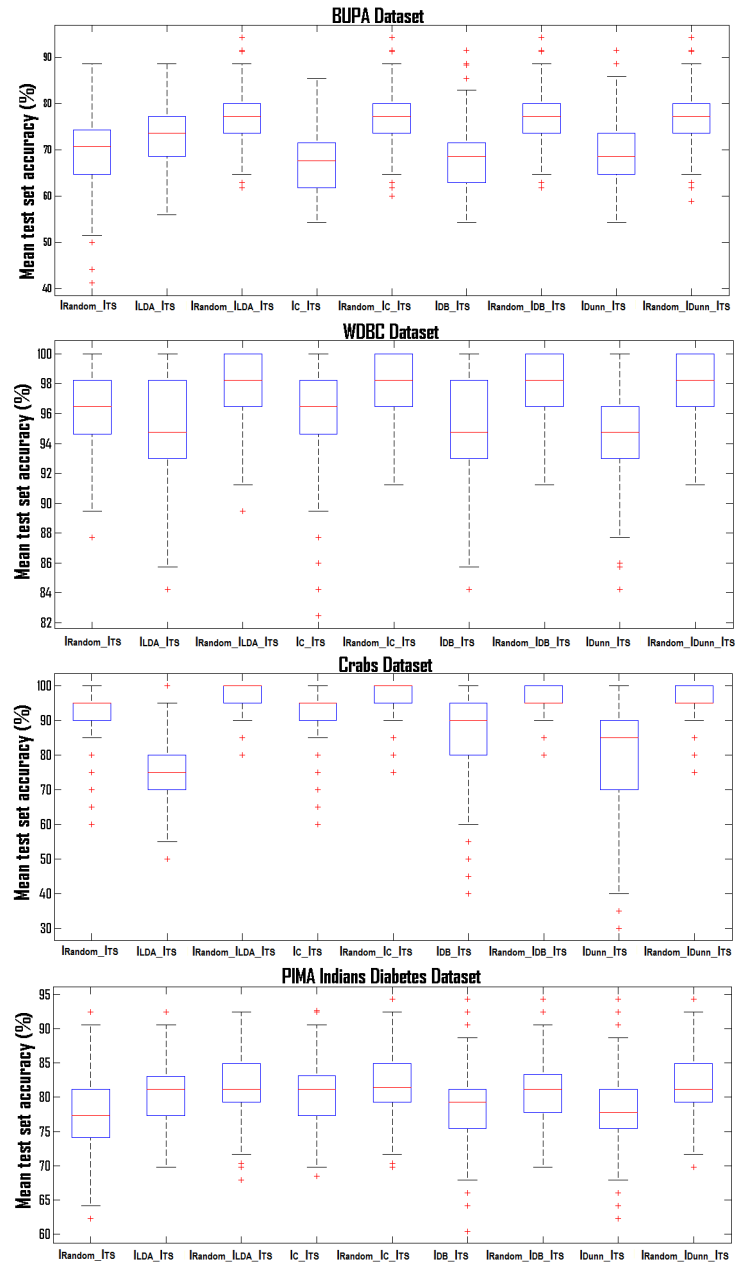 BUPA Dataset
Mean test set accuracy (%)
90
80
70
60
50
40
IRandom_ITS ILDA_ITS IRandom_ILDA_ITS IC_ITS IRandom_IC_ITS IDB_ITS IRandom_IDB_ITS IDunn_ITS IRandom_IDunn_ITS
WDBC Dataset
Mean test set accuracy (%)
100
98
96
94
92
90
88
86
84
82
IRandom_ITS ILDA_ITS IRandom_ILDA_ITS IC_ITS IRandom_IC_ITS IDB_ITS IRandom_IDB_ITS IDunn_ITS IRandom_IDunn_ITS
Crabs Dataset
Mean test set accuracy (%)
100
90
80
70
60
50
40
30
IRandom_ITS ILDA_ITS IRandom_ILDA_ITS IC_ITS IRandom_IC_ITS IDB_ITS IRandom_IDB_ITS IDunn_ITS IRandom_IDunn_ITS
PIMA Indians Diabetes Dataset
Mean test set accuracy (%)
95
90
85
80
75
70
65
60
IRandom_ITS ILDA_ITS IRandom_ILDA_ITS IC_ITS IRandom_IC_ITS IDB_ITS IRandom_IDB_ITS IDunn_ITS IRandom_IDunn_ITS